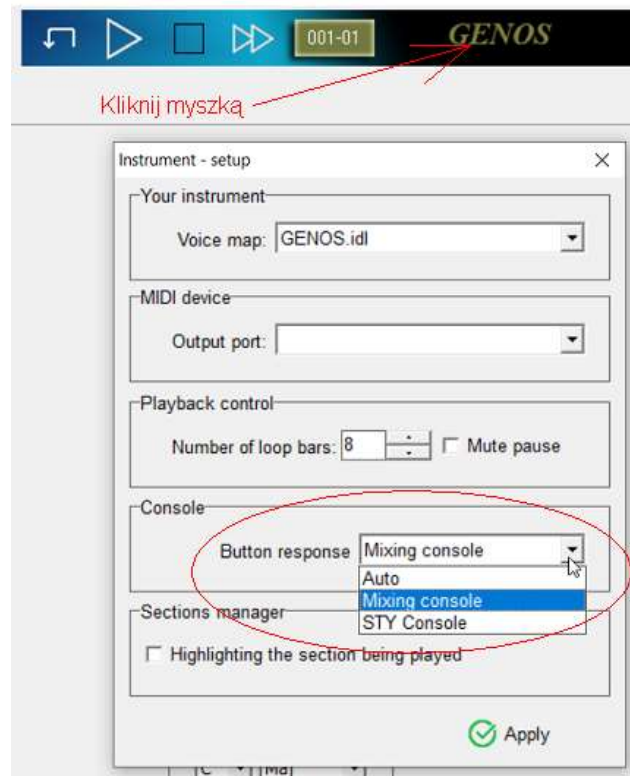 001-01
GENOS
Kliknij myszką
Instrument - setup
Your instrument
Voice map: GENOS.idl
MIDI device
Output port:
Playback control
Number of loop bars: 8 Mute pause
Console
Button response Mixing console
Auto
Mixing console
STY Console
Sections manager
Highlighting the section being played
Apply